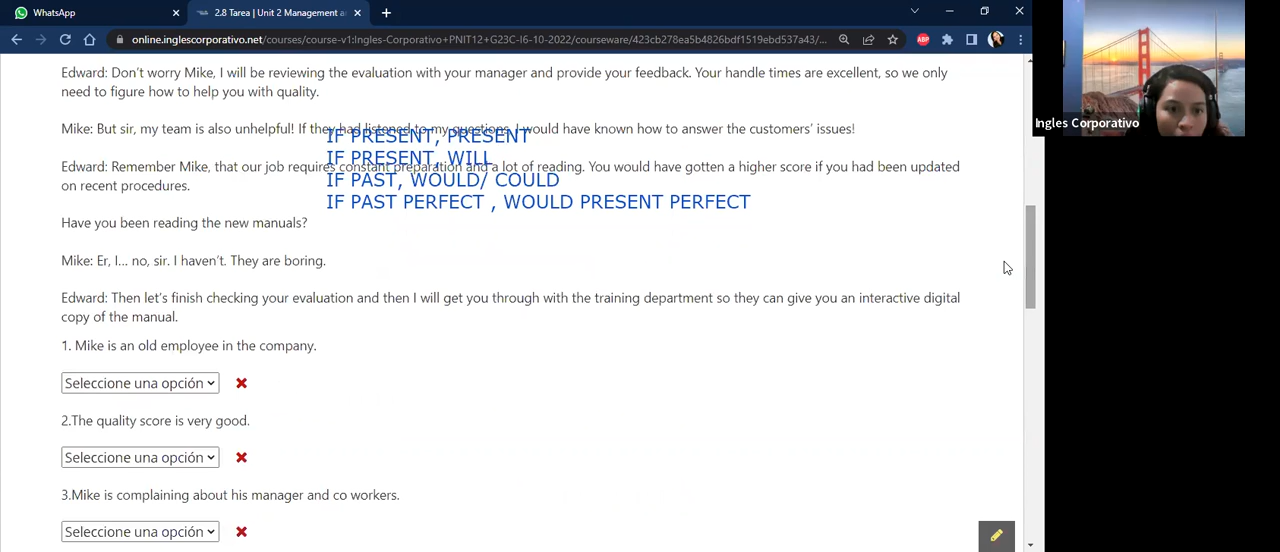 WhatsApp
2.8 Tarea | Unit 2 Management a
online.inglescorporativo.net/courses/course-v1:Ingles-Corporativo+PNIT12+G23C-I6-10-2022/courseware/423cb278ea5b4826bdf1519ebd537a43/...
ABP
Ingles Corporativo
Edward: Don't worry Mike, I will be reviewing the evaluation with your manager and provide your feedback. Your handle times are excellent, so we only
need to figure how to help you with quality.
Mike: But sir, my team is also unhelpful! If they had listened to my questions, I would have known how to answer the customers' issues!
IF PRESENT, PRESENT
IF PRESENT, WILL
Edward: Remember Mike, that our job requires constant preparation and a lot of reading. You would have gotten a higher score if you had been updated
on recent procedures.
IF PAST, WOULD/ COULD
IF PAST PERFECT , WOULD PRESENT PERFECT
Have you been reading the new manuals?
Mike: Er, I... no, sir. I haven't. They are boring.
Edward: Then let's finish checking your evaluation and then I will get you through with the training department so they can give you an interactive digital
copy of the manual.
1. Mike is an old employee in the company.
Seleccione una opción
2.The quality score is very good.
Seleccione una opción
3.Mike is complaining about his manager and co workers.
Seleccione una opción